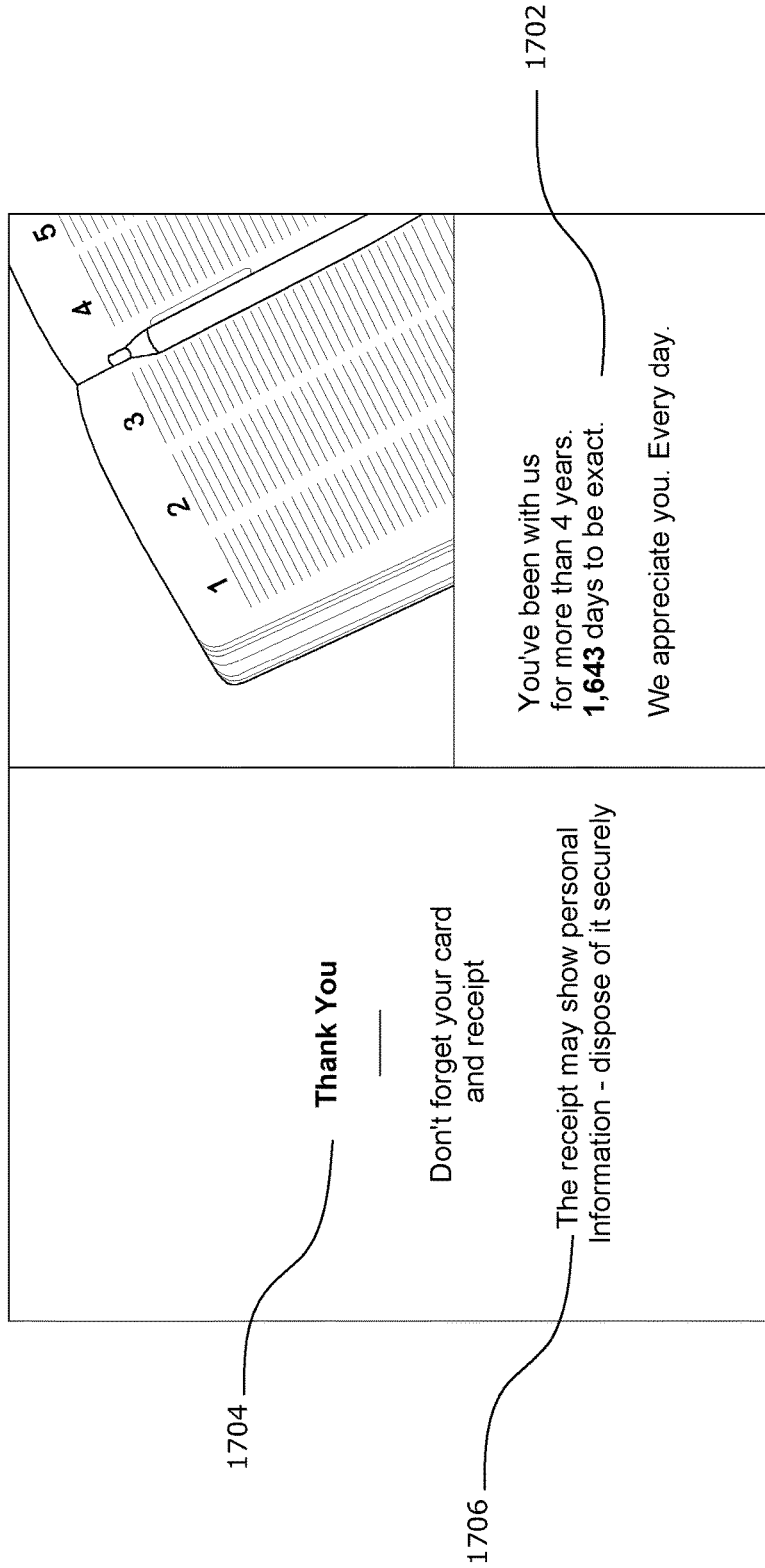 1704
Thank You
Don't forget your card
and receipt
1706
The receipt may show personal
Information - dispose of it securely
1
2
3
4
5
You've been with us
for more than 4 years.
1,643 days to be exact.
We appreciate you. Every day.
1702